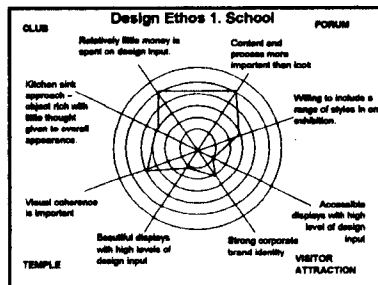 Design Ethos 1. School
CLUB
FORUM
Relatively little money is
spent on design input.
Content and
process more
important than look
Kitchen sink
approach –
object rich with
little thought
given to overall
appearance.
Willing to include a
range of styles in an
exhibition.
Visual coherence
is important
Accessible
displays with high
level of design
input
Beautiful displays
with high levels of
design input
Strong corporate
brand identity
TEMPLE
VISITOR
ATTRACTION